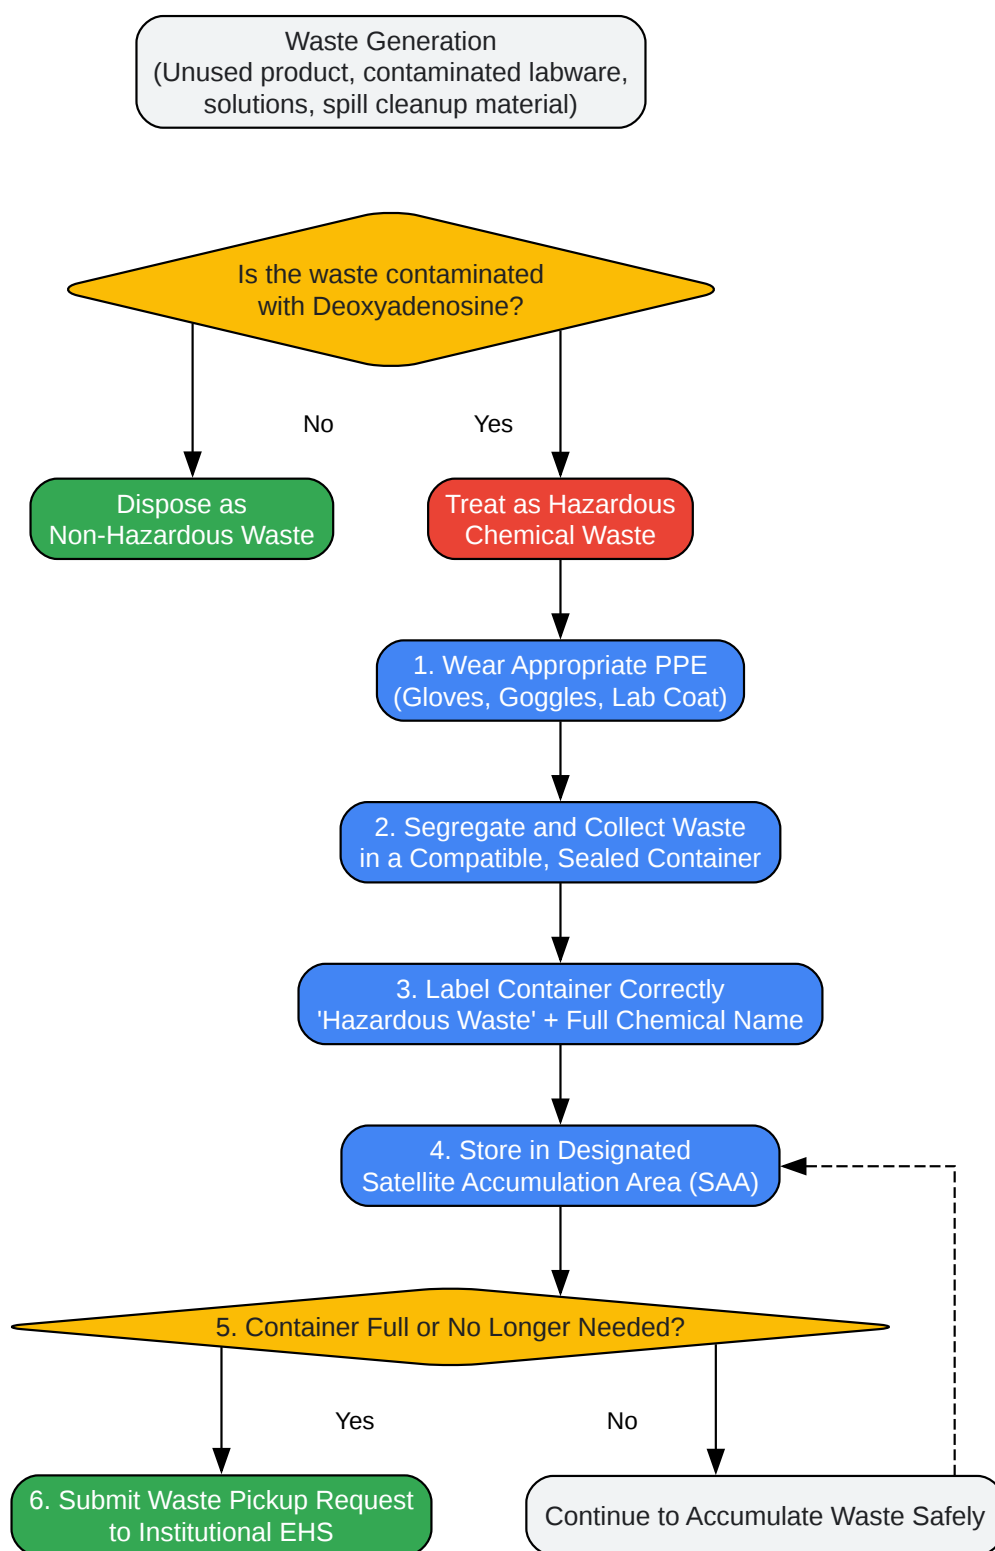 Waste Generation
(Unused product, contaminated labware,
solutions, spill cleanup material)
Is the waste contaminated
with Deoxyadenosine?
No
Yes
Dispose as
Non-Hazardous Waste
Treat as Hazardous
Chemical Waste
1. Wear Appropriate PPE
(Gloves, Goggles, Lab Coat)
2. Segregate and Collect Waste
in a Compatible, Sealed Container
3. Label Container Correctly
'Hazardous Waste' + Full Chemical Name
4. Store in Designated
Satellite Accumulation Area (SAA)
5. Container Full or No Longer Needed?
Yes
No
6. Submit Waste Pickup Request
to Institutional EHS
Continue to Accumulate Waste Safely